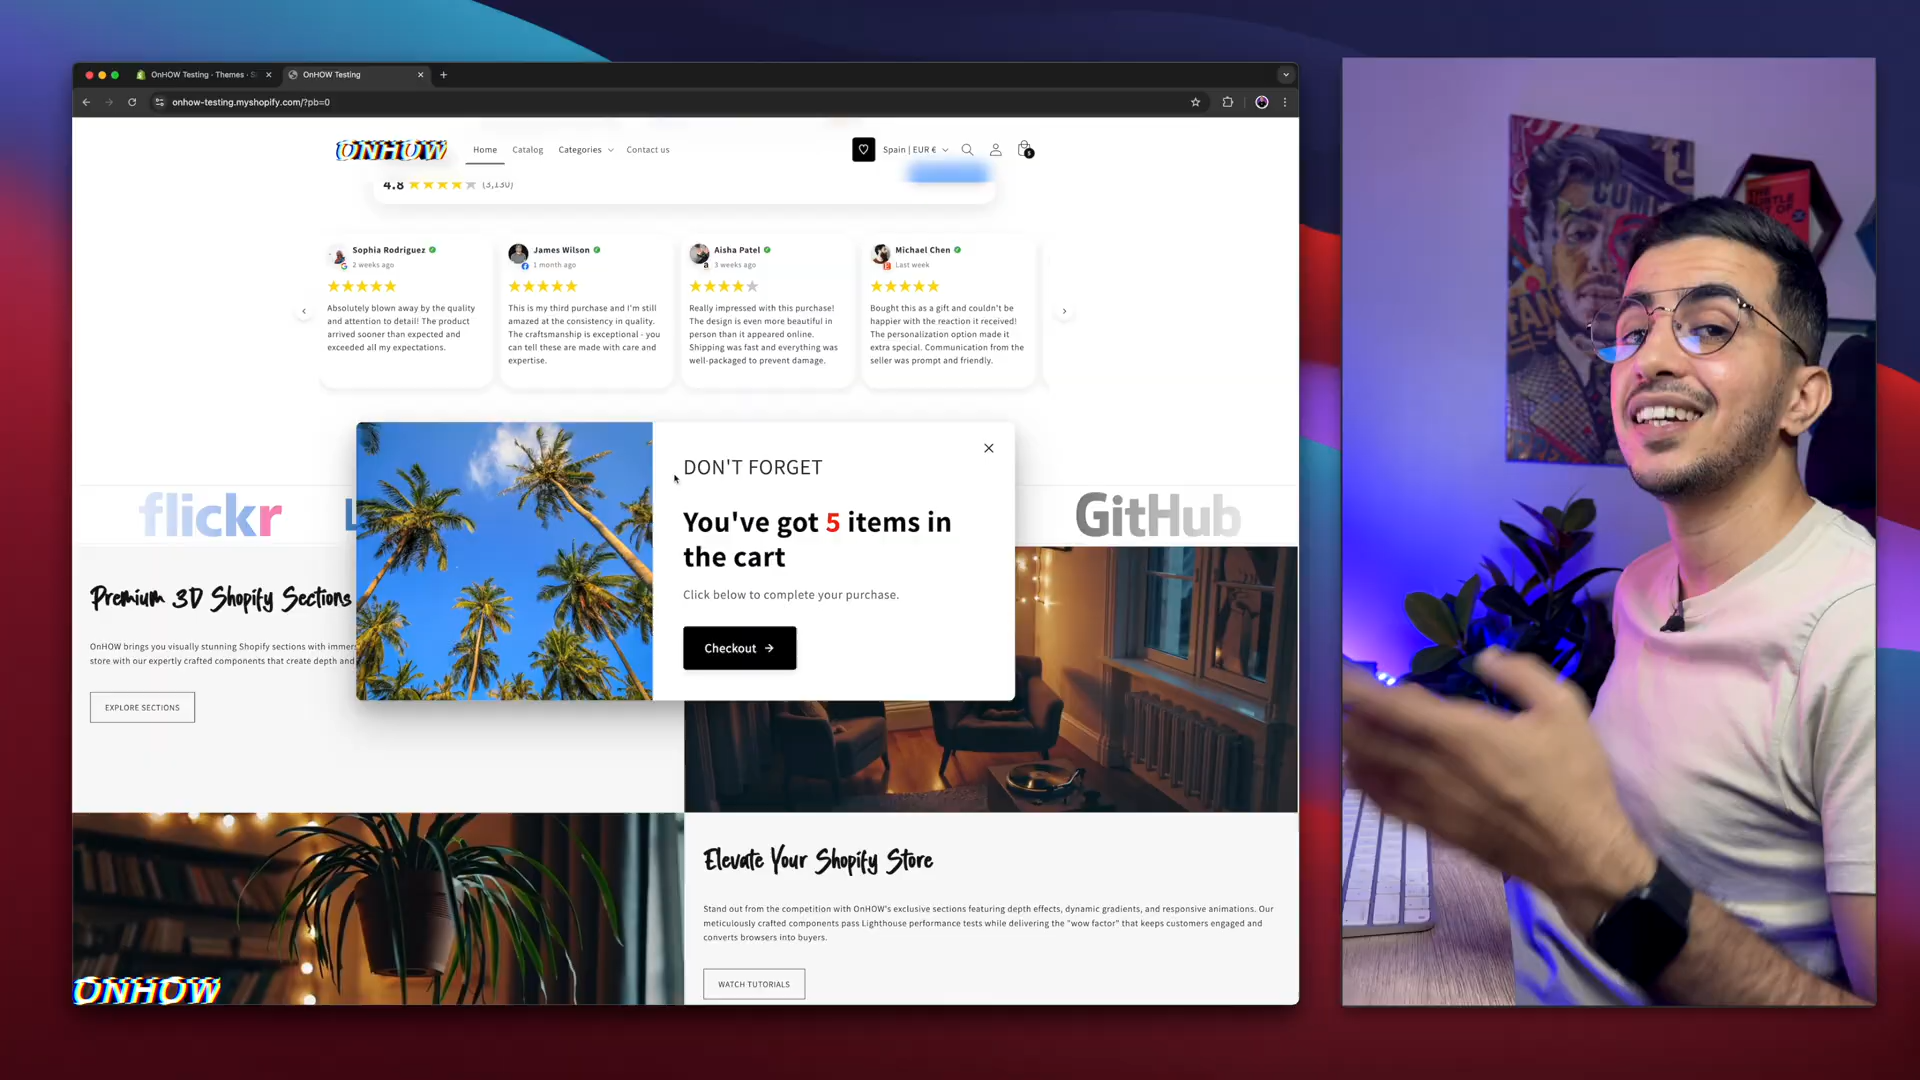 OnHOW Testing · Themes ·
OnHOW Testing
onhow-testing.myshopify.com/?pb=0
ONHOW
Home
Catalog
Categories
Contact us
Spain | EUR €
5
4.8
(3,130)
Sophia Rodriguez
2 weeks ago
Absolutely blown away by the quality
and attention to detail! The product
arrived sooner than expected and
exceeded all my expectations.
James Wilson
1 month ago
This is my third purchase and I'm still
amazed at the consistency in quality.
The craftsmanship is exceptional - you
can tell these are made with care and
expertise.
Aisha Patel
3 weeks ago
Really impressed with this purchase!
The design is even more beautiful in
person than it appeared online.
Shipping was fast and everything was
well-packaged to prevent damage.
Michael Chen
Last week
Bought this as a gift and couldn't be
happier with the reaction it received!
The personalization option made it
extra special. Communication from the
seller was prompt and friendly.
flickr
GitHub
DON'T FORGET
You've got 5 items in
the cart
Click below to complete your purchase.
Checkout →
Premium 3D Shopify Sections
OnHOW brings you visually stunning Shopify sections with
store with our expertly crafted components that create depth and
EXPLORE SECTIONS
Elevate Your Shopify Store
Stand out from the competition with OnHOW's exclusive sections featuring depth effects, dynamic gradients, and responsive animations. Our
meticulously crafted components pass Lighthouse performance tests while delivering the "wow factor" that keeps customers engaged and
converts browsers into buyers.
WATCH TUTORIALS
ONHOW